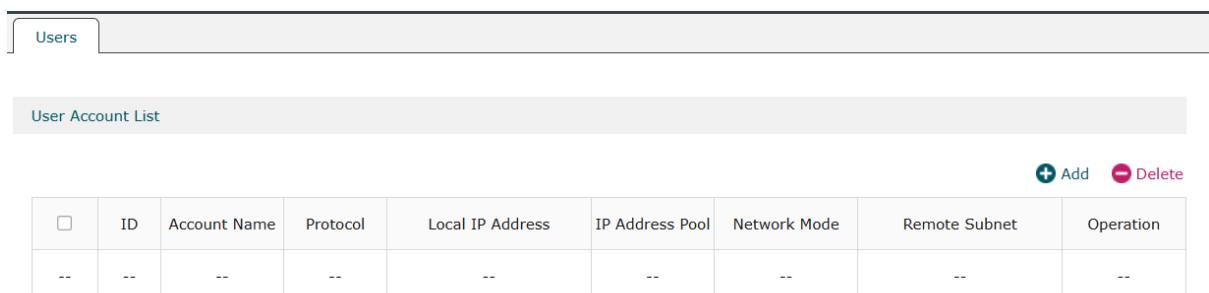 Users
User Account List
Add Delete
ID Account Name Protocol Local IP Address IP Address Pool Network Mode Remote Subnet Operation
-- -- -- -- -- -- -- -- --